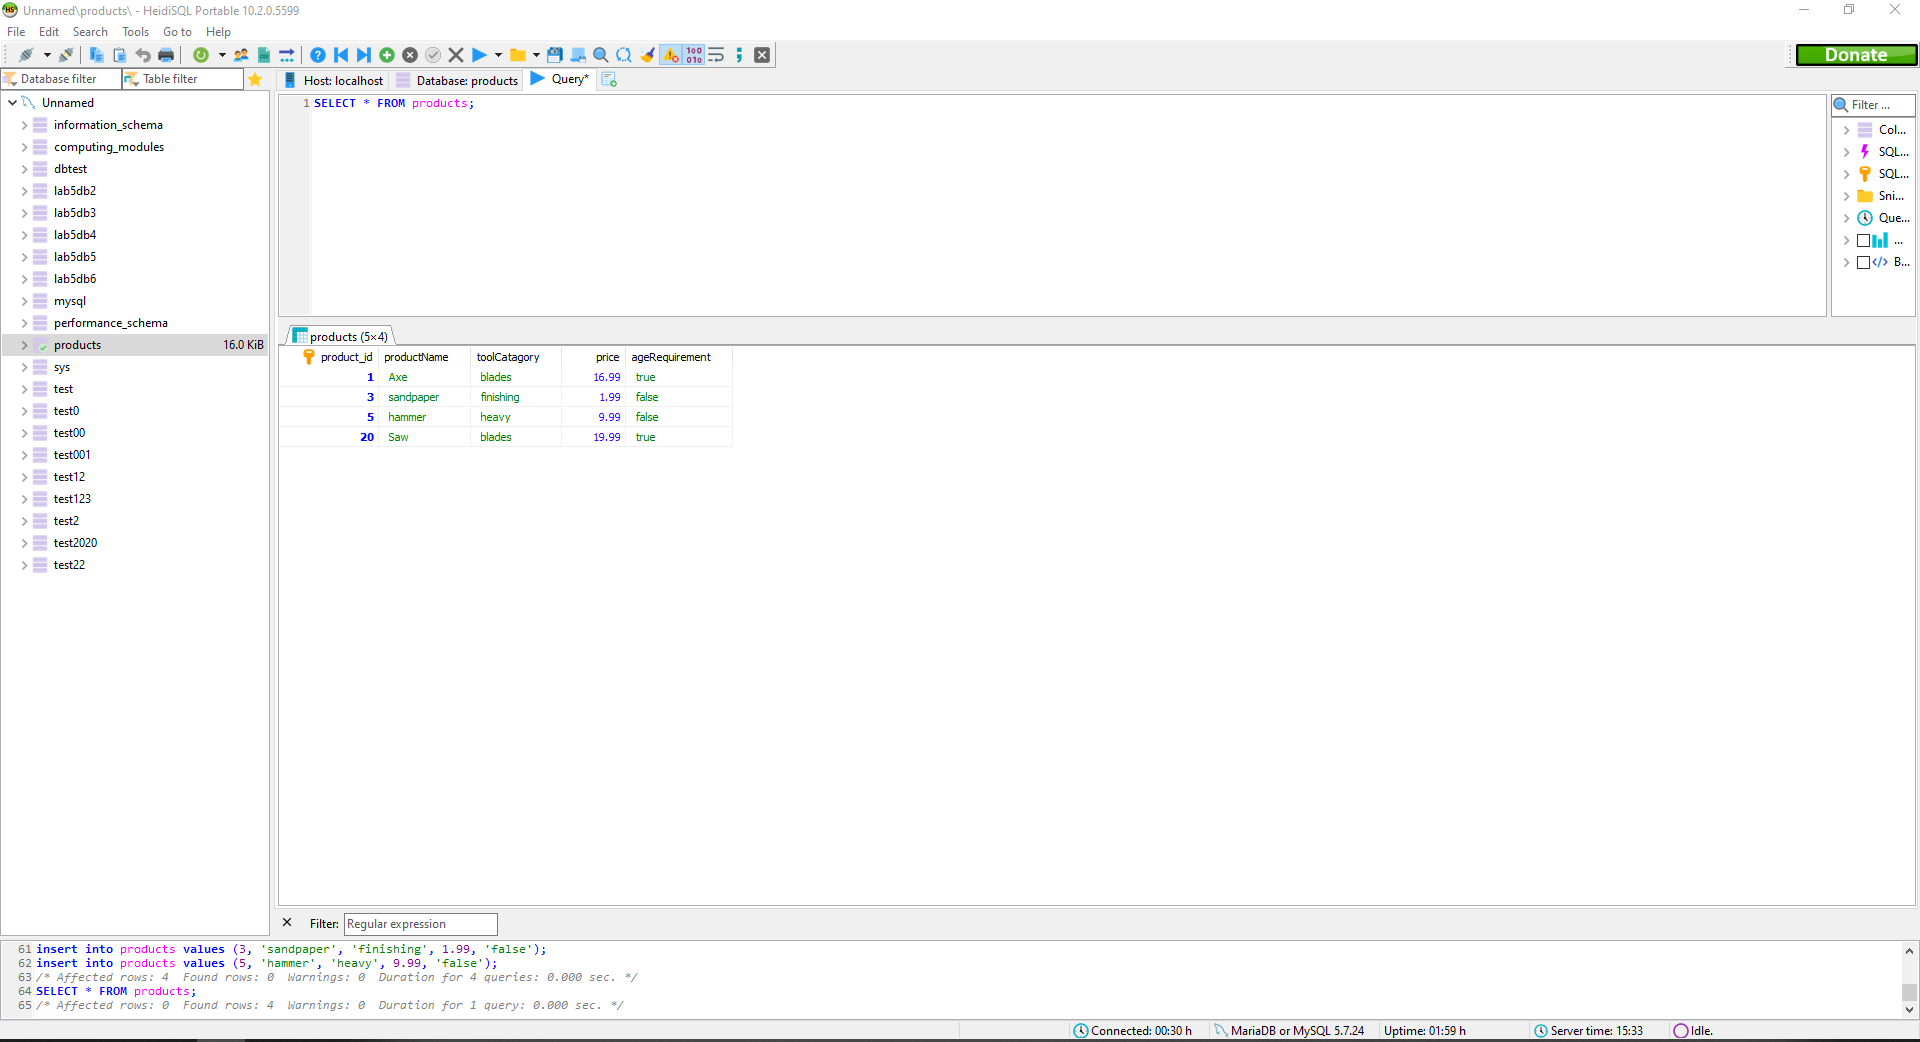 Unnamed\products\ - HeidiSQL Portable 10.2.0.5599
File Edit Search Tools Go to Help
Donate
Database filter Table filter
Host: localhost Database: products Query*
Unnamed
information_schema
computing_modules
dbtest
lab5db2
lab5db3
lab5db4
lab5db5
lab5db6
mysql
performance_schema
products 16.0 KiB
sys
test
test0
test00
test001
test12
test123
test2
test2020
test22
1 SELECT * FROM products;
Filter ...
Col...
SQL...
SQL...
Sni...
Que...
...
B...
products (5×4)
product_id productName toolCatagory price ageRequirement
1 Axe blades 16.99 true
3 sandpaper finishing 1.99 false
5 hammer heavy 9.99 false
20 Saw blades 19.99 true
Filter: Regular expression
61 insert into products values (3, 'sandpaper', 'finishing', 1.99, 'false');
62 insert into products values (5, 'hammer', 'heavy', 9.99, 'false');
63 /* Affected rows: 4  Found rows: 0  Warnings: 0  Duration for 4 queries: 0.000 sec. */
64 SELECT * FROM products;
65 /* Affected rows: 0  Found rows: 4  Warnings: 0  Duration for 1 query: 0.000 sec. */
Connected: 00:30 h MariaDB or MySQL 5.7.24 Uptime: 01:59 h Server time: 15:33 Idle.